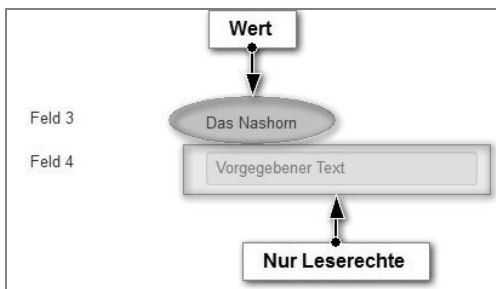 Wert
Feld 3
Das Nashorn
Feld 4
Vorgegebener Text
Nur Leserechte